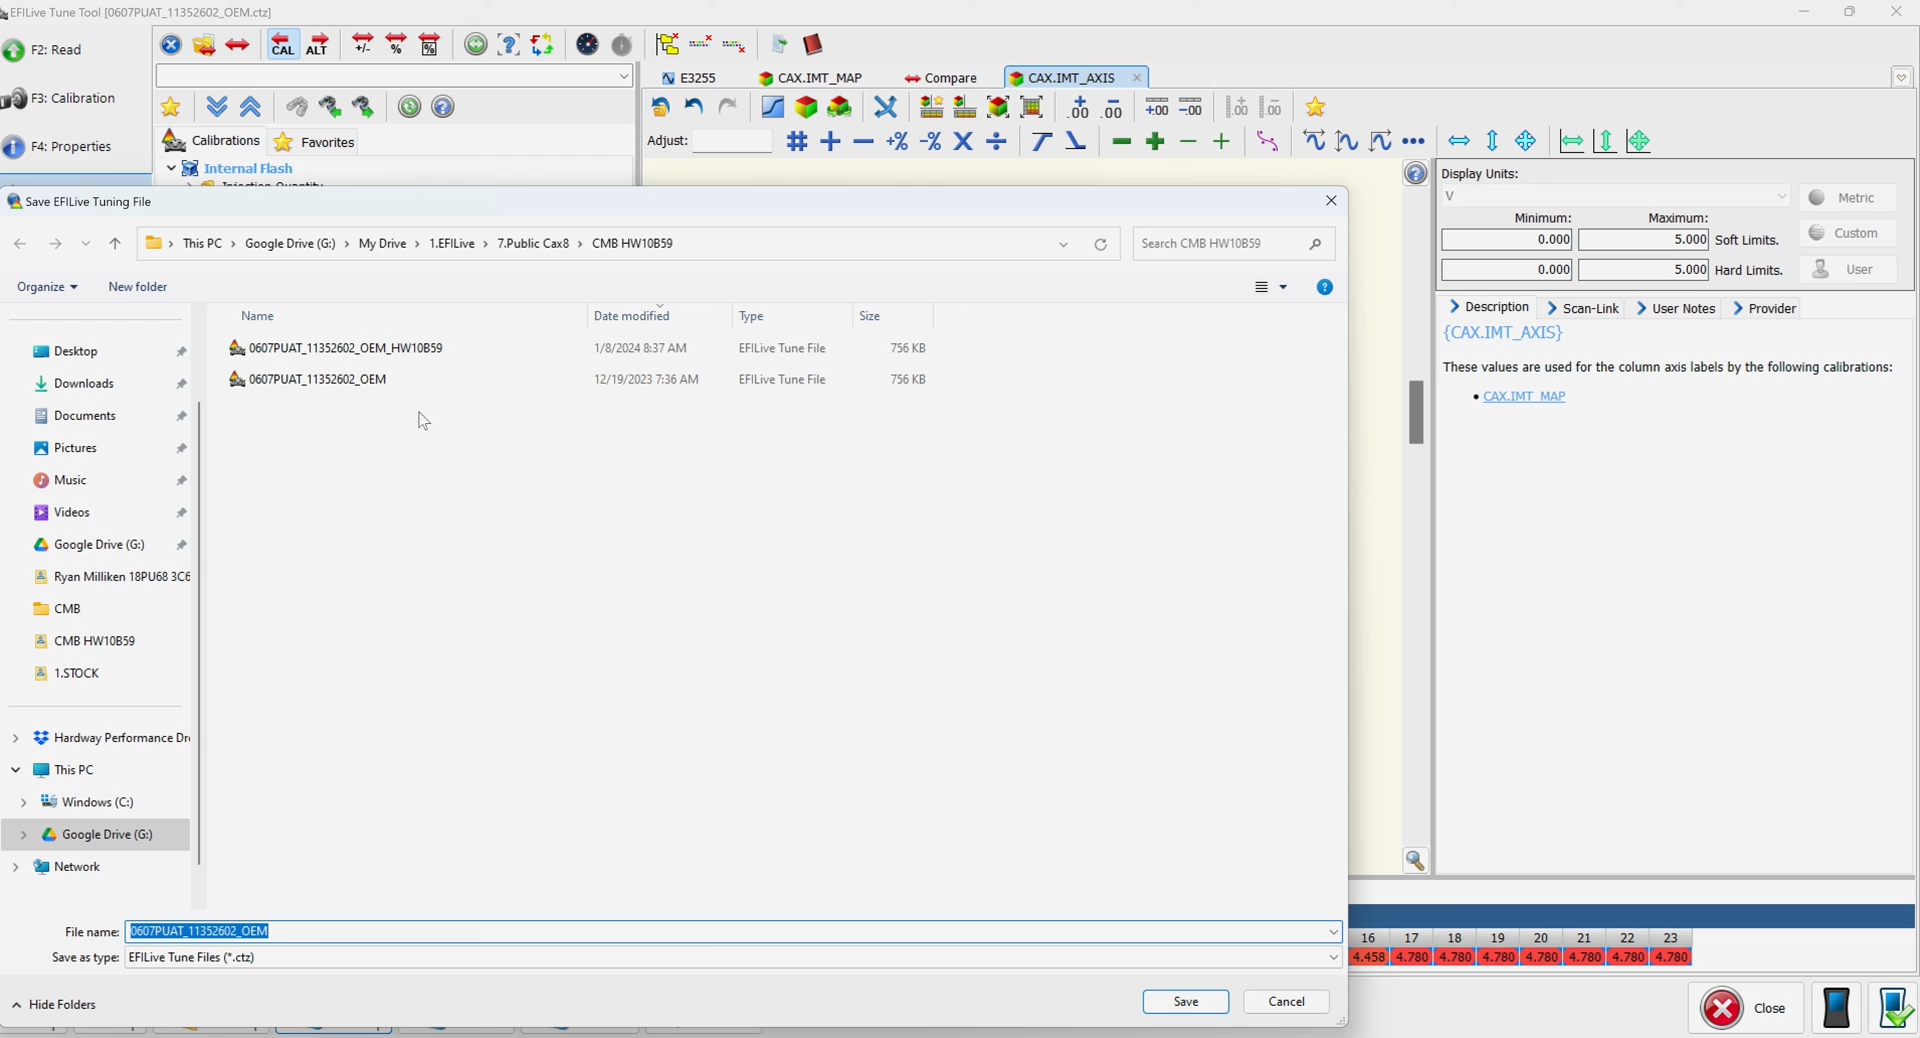 EFILive Tune Tool [0607PUAT_11352602_OEM.ctz]
F2: Read
CAL ALT +/- % %
E3255 CAX.IMT_MAP Compare CAX.IMT_AXIS
F3: Calibration
.00 .00 +00 -00 .00 .00
Calibrations Favorites
Adjust: +% -%
F4: Properties
Internal Flash
Display Units:
V Metric
Save EFILive Tuning File
Minimum: Maximum:
0.000 5.000 Soft Limits. Custom
0.000 5.000 Hard Limits. User
This PC > Google Drive (G:) > My Drive > 1.EFILive > 7.Public Cax8 > CMB HW10B59
Search CMB HW10B59
Organize New folder
Description Scan-Link User Notes Provider
{CAX.IMT_AXIS}
These values are used for the column axis labels by the following calibrations:
• CAX.IMT_MAP
Name Date modified Type Size
0607PUAT_11352602_OEM_HW10B59 1/8/2024 8:37 AM EFILive Tune File 756 KB
0607PUAT_11352602_OEM 12/19/2023 7:36 AM EFILive Tune File 756 KB
Desktop
Downloads
Documents
Pictures
Music
Videos
Google Drive (G:)
Ryan Milliken 18PU68 3C6
CMB
CMB HW10B59
1.STOCK
Hardway Performance Dr
This PC
Windows (C:)
Google Drive (G:)
Network
File name: 0607PUAT_11352602_OEM
Save as type: EFILive Tune Files (*.ctz)
16 17 18 19 20 21 22 23
4.458 4.780 4.780 4.780 4.780 4.780 4.780 4.780
Hide Folders
Save Cancel
Close